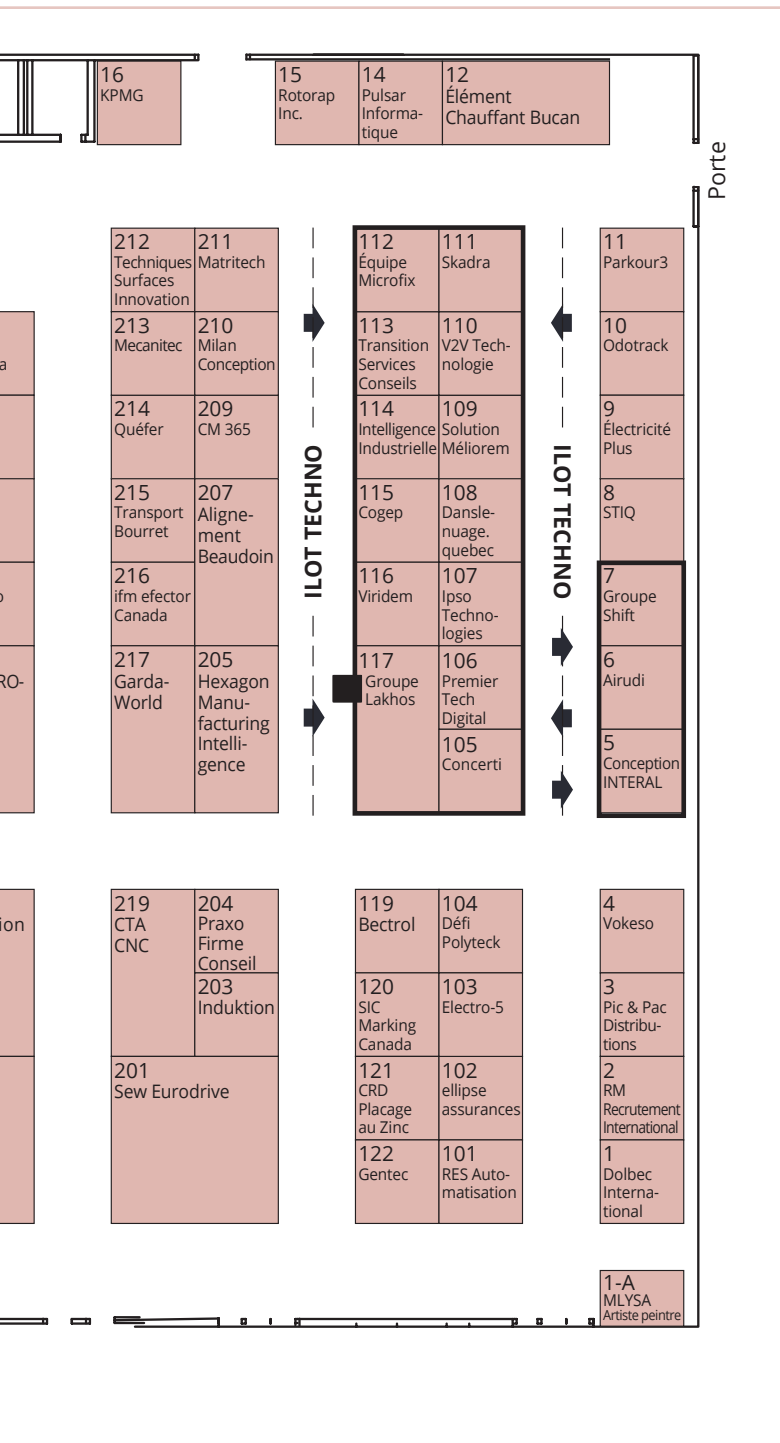 16
KPMG
15
Rotorap
Inc.
14
Pulsar
Informa-
tique
12
Élément
Chauffant Bucan
Porte
212
Techniques
Surfaces
Innovation
211
Matritech
213
Mecanitec
210
Milan
Conception
214
Quéfer
209
CM 365
215
Transport
Bourret
207
Aligne-
ment
Beaudoin
216
ifm efector
Canada
217
Garda-
World
205
Hexagon
Manu-
facturing
Intelli-
gence
ILOT TECHNO
112
Équipe
Microfix
111
Skadra
113
Transition
Services
Conseils
110
V2V Tech-
nologie
114
Intelligence
Industrielle
109
Solution
Méliorem
115
Cogep
108
Dansle-
nuage.
quebec
116
Viridem
107
Ipso
Techno-
logies
117
Groupe
Lakhos
106
Premier
Tech
Digital
105
Concerti
ILOT TECHNO
11
Parkour3
10
Odotrack
9
Électricité
Plus
8
STIQ
7
Groupe
Shift
6
Airudi
5
Conception
INTERAL
a
o
RO-
ion
219
CTA
CNC
204
Praxo
Firme
Conseil
203
Induktion
201
Sew Eurodrive
119
Bectrol
104
Défi
Polyteck
120
SIC
Marking
Canada
103
Electro-5
121
CRD
Placage
au Zinc
102
ellipse
assurances
122
Gentec
101
RES Auto-
matisation
4
Vokeso
3
Pic & Pac
Distribu-
tions
2
RM
Recrutement
International
1
Dolbec
Interna-
tional
1-A
MLYSA
Artiste peintre